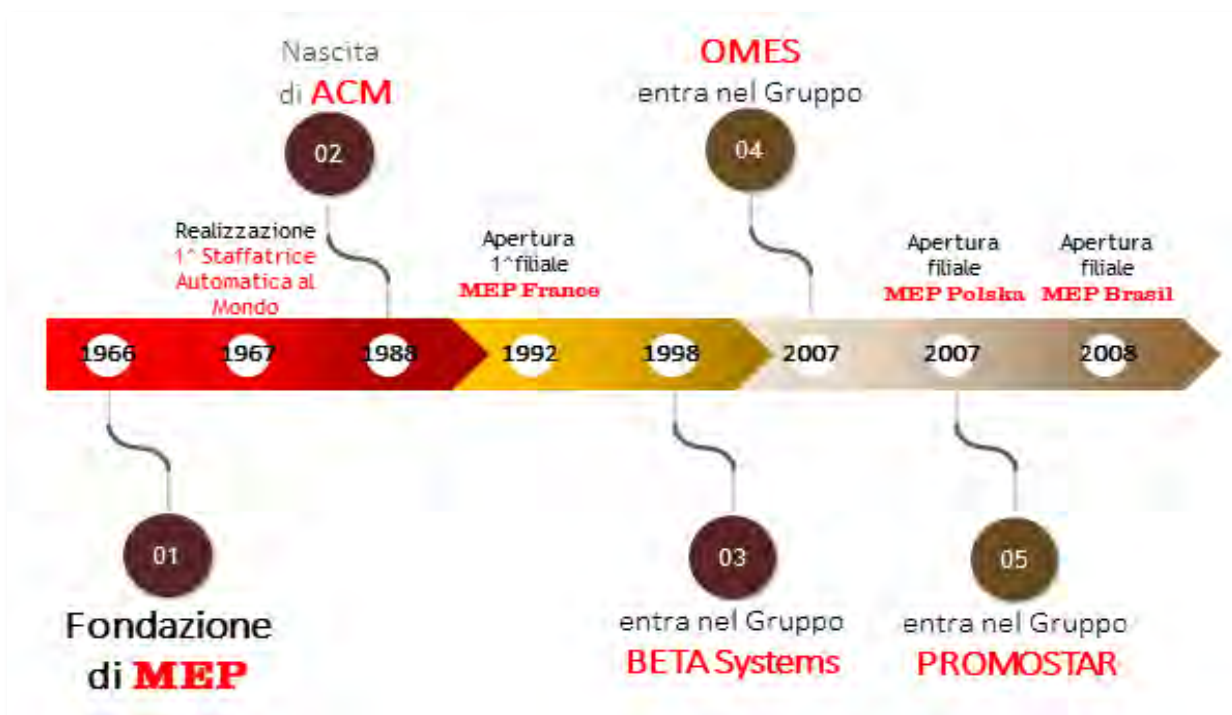 Nascita
di ACM
OMES
entra nel Gruppo
02
04
Realizzazione
1^ Staffatrice
Automatica al
Mondo
Apertura
1^filiale
MEP France
Apertura
filiale
MEP Polska
Apertura
filiale
MEP Brasil
1966
1967
1988
1992
1998
2007
2007
2008
01
Fondazione
di MEP
03
entra nel Gruppo
BETA Systems
05
entra nel Gruppo
PROMOSTAR